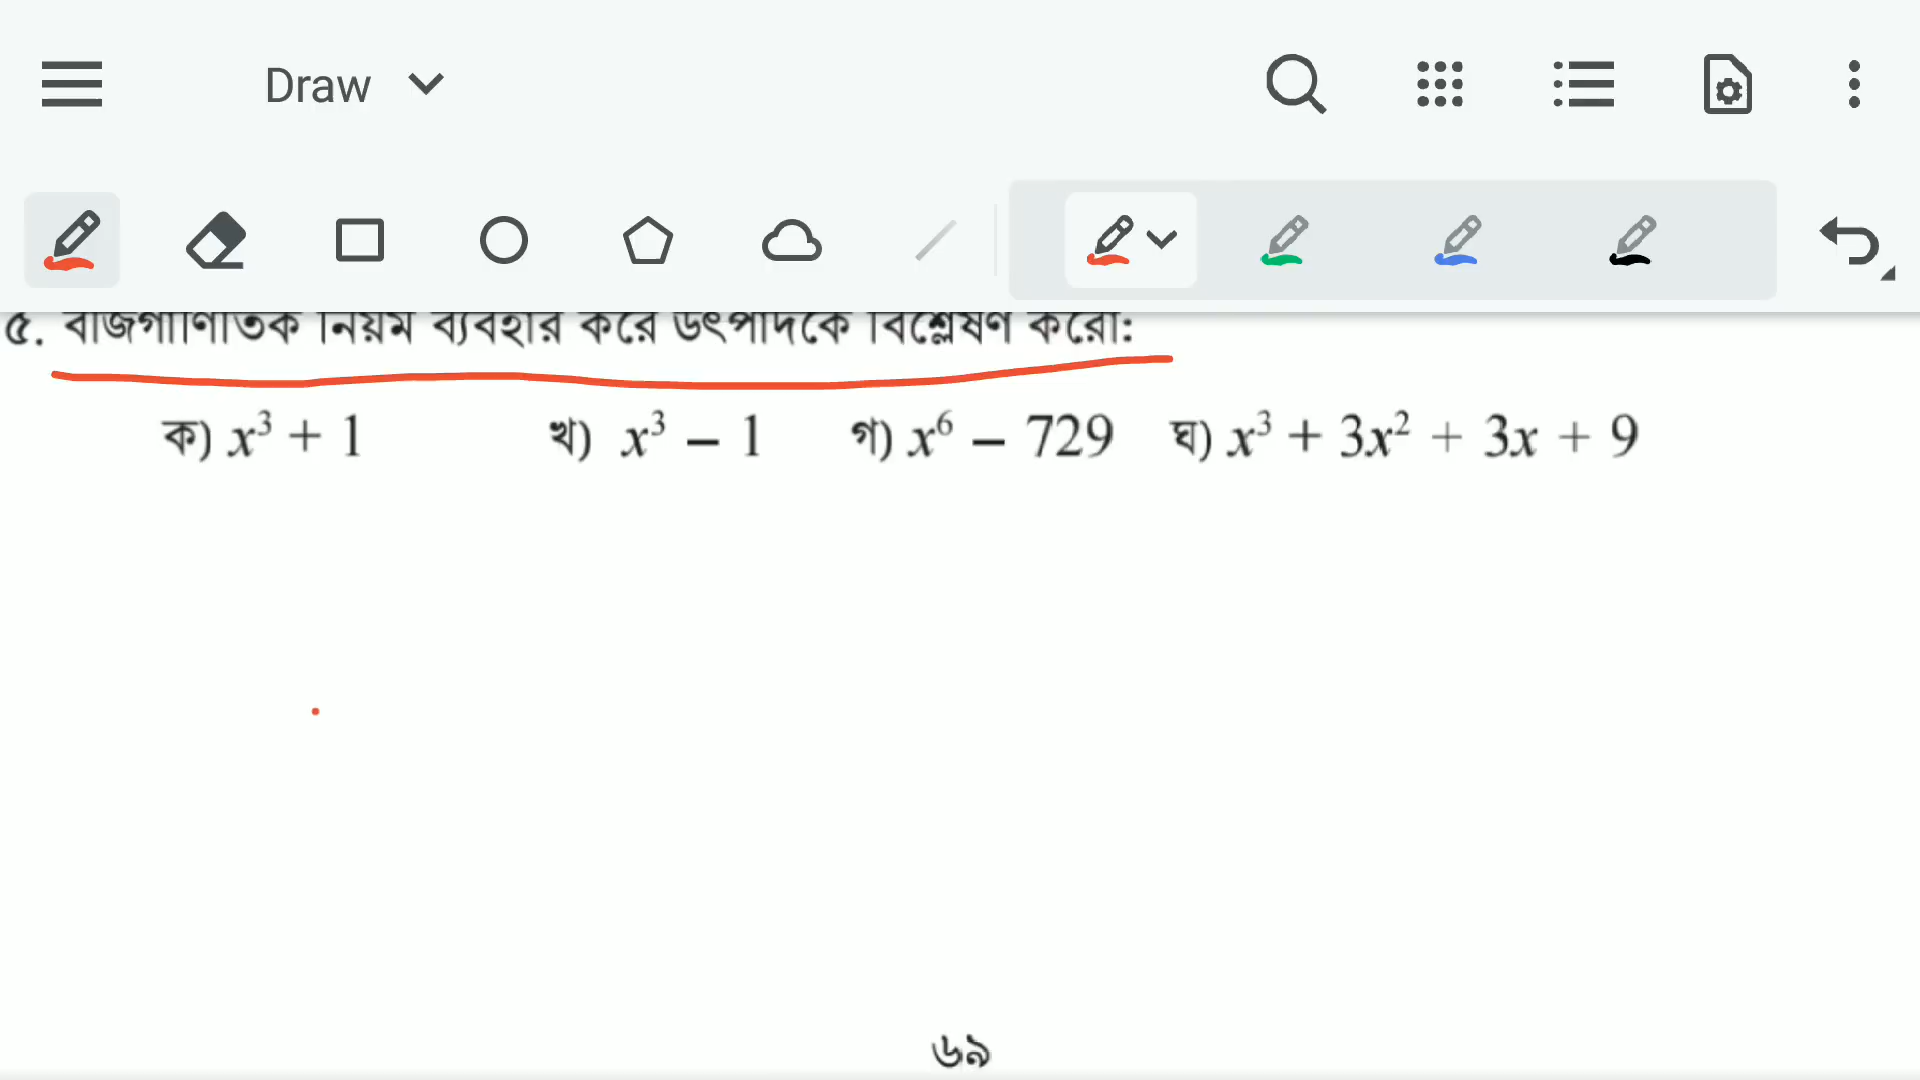 Draw
৫. বীজগাণিতিক নিয়ম ব্যবহার করে উৎপাদকে বিশ্লেষণ করো:
ক) x³ + 1 খ) x³ − 1 গ) x⁶ − 729 ঘ) x³ + 3x² + 3x + 9
৬৯